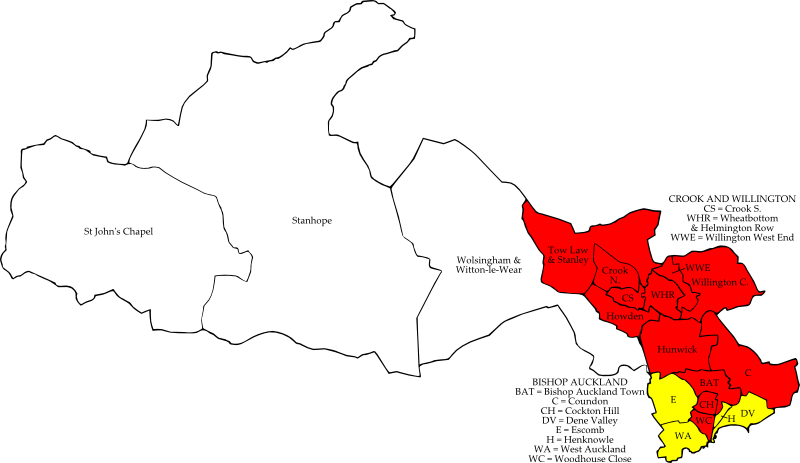 CROOK AND WILLINGTON
CS = Crook S.
WHR = Wheatbottom
& Helmington Row
WWE = Willington West End
St John's Chapel
Stanhope
Wolsingham &
Witton-le-Wear
Tow Law
& Stanley
Crook
N.
CS
WHR
WWE
Willington C.
Howden
Hunwick
C
BAT
CH
WC
E
WA
H
DV
BISHOP AUCKLAND
BAT = Bishop Auckland Town
C = Coundon
CH = Cockton Hill
DV = Dene Valley
E = Escomb
H = Henknowle
WA = West Auckland
WC = Woodhouse Close